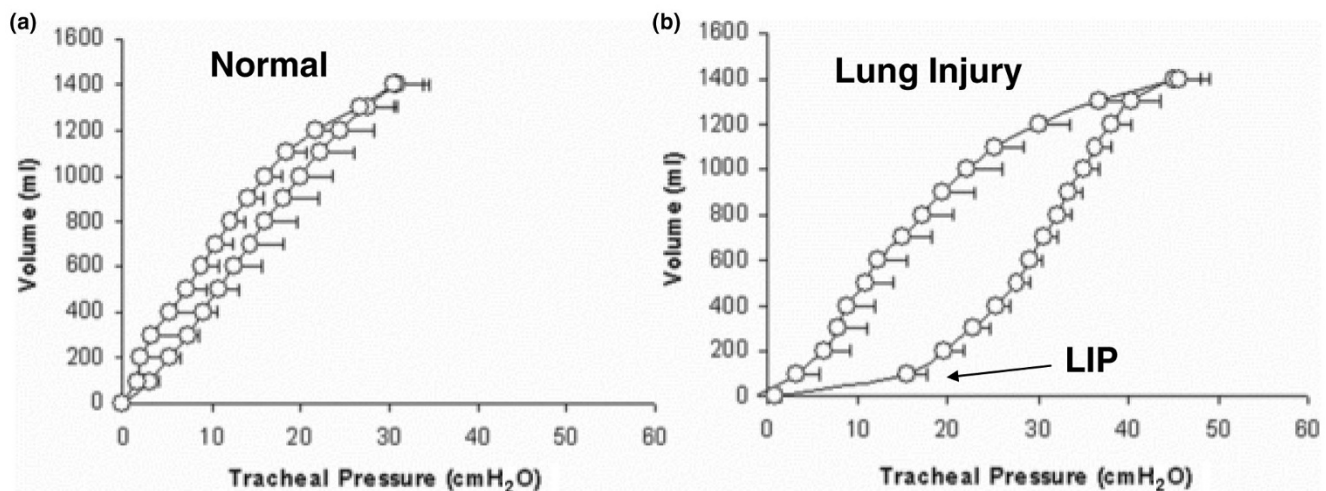 (a)
1600
1400
1200
1000
800
600
400
200
0
Volume (ml)
Normal
0 10 20 30 40 50 60
Tracheal Pressure (cmH₂O)
(b)
1600
1400
1200
1000
800
600
400
200
0
Volume (ml)
Lung Injury
LIP
0 10 20 30 40 50 60
Tracheal Pressure (cmH₂O)